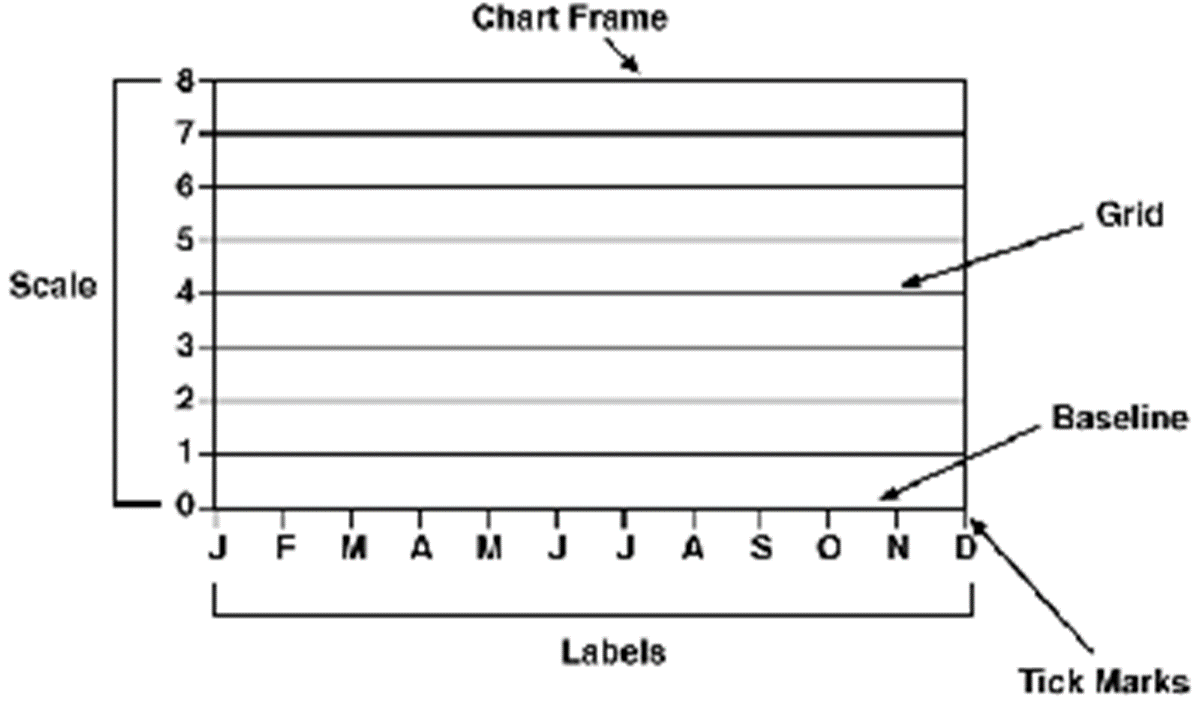 Chart Frame
8
7
6
Grid
5
Scale
4
3
2
Baseline
1
0
J F M A M J J A S O N D
Labels
Tick Marks